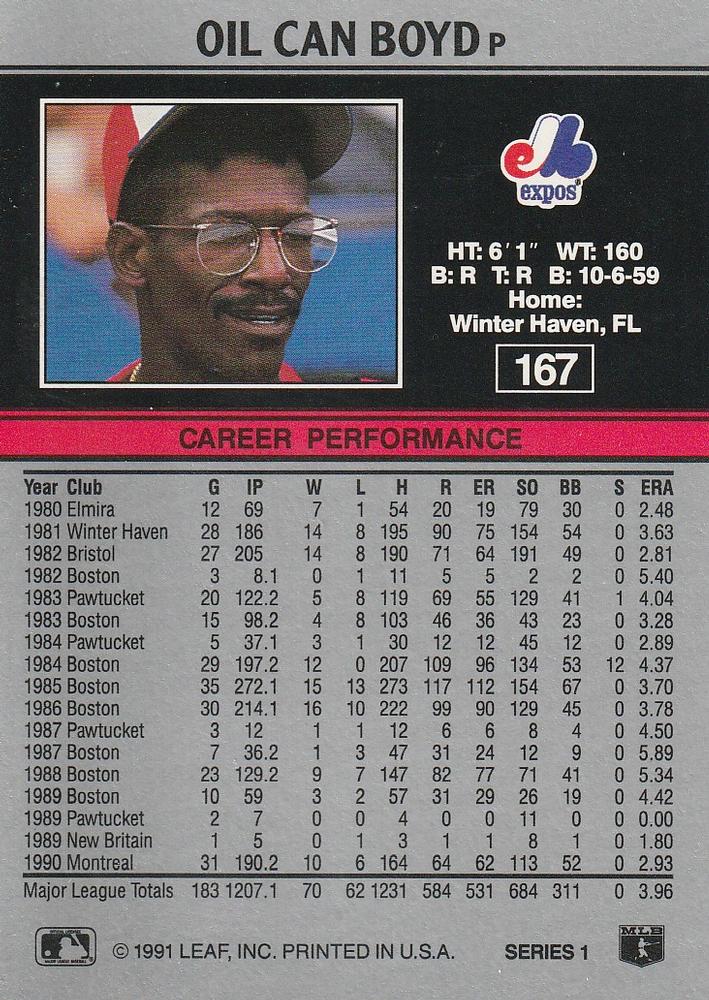 OIL CAN BOYD P
expos
HT: 6' 1" WT: 160
B: R T: R B: 10-6-59
Home:
Winter Haven, FL
167
CAREER PERFORMANCE
Year Club G IP W L H R ER SO BB S ERA
1980 Elmira 12 69 7 1 54 20 19 79 30 0 2.48
1981 Winter Haven 28 186 14 8 195 90 75 154 54 0 3.63
1982 Bristol 27 205 14 8 190 71 64 191 49 0 2.81
1982 Boston 3 8.1 0 1 11 5 5 2 2 0 5.40
1983 Pawtucket 20 122.2 5 8 119 69 55 129 41 1 4.04
1983 Boston 15 98.2 4 8 103 46 36 43 23 0 3.28
1984 Pawtucket 5 37.1 3 1 30 12 12 45 12 0 2.89
1984 Boston 29 197.2 12 0 207 109 96 134 53 12 4.37
1985 Boston 35 272.1 15 13 273 117 112 154 67 0 3.70
1986 Boston 30 214.1 16 10 222 99 90 129 45 0 3.78
1987 Pawtucket 3 12 1 1 12 6 6 8 4 0 4.50
1987 Boston 7 36.2 1 3 47 31 24 12 9 0 5.89
1988 Boston 23 129.2 9 7 147 82 77 71 41 0 5.34
1989 Boston 10 59 3 2 57 31 29 26 19 0 4.42
1989 Pawtucket 2 7 0 0 4 0 0 11 0 0 0.00
1989 New Britain 1 5 0 1 3 1 1 8 1 0 1.80
1990 Montreal 31 190.2 10 6 164 64 62 113 52 0 2.93
Major League Totals 183 1207.1 70 62 1231 584 531 684 311 0 3.96
© 1991 LEAF, INC. PRINTED IN U.S.A. SERIES 1 MLB